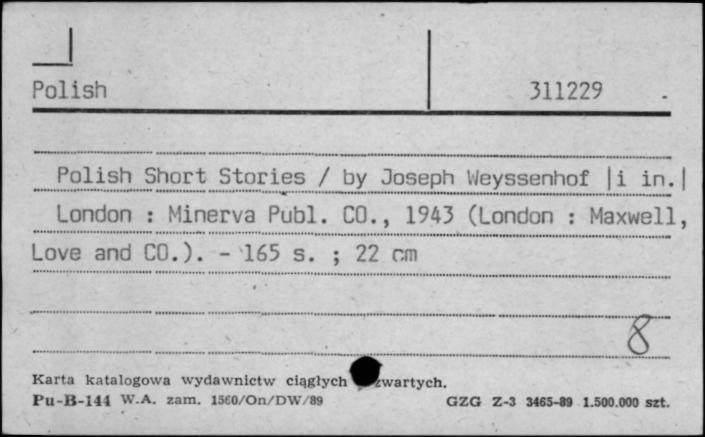 Polish 311229
Polish Short Stories / by Joseph Weyssenhof |i in.|
London : Minerva Publ. CO., 1943 (London : Maxwell,
Love and CO.). - 165 s. ; 22 cm
8
Karta katalogowa wydawnictw ciągłych zwartych.
Pu-B-144 W.A. zam. 1560/On/DW/89 GZG Z-3 3465-89 1.500.000 szt.